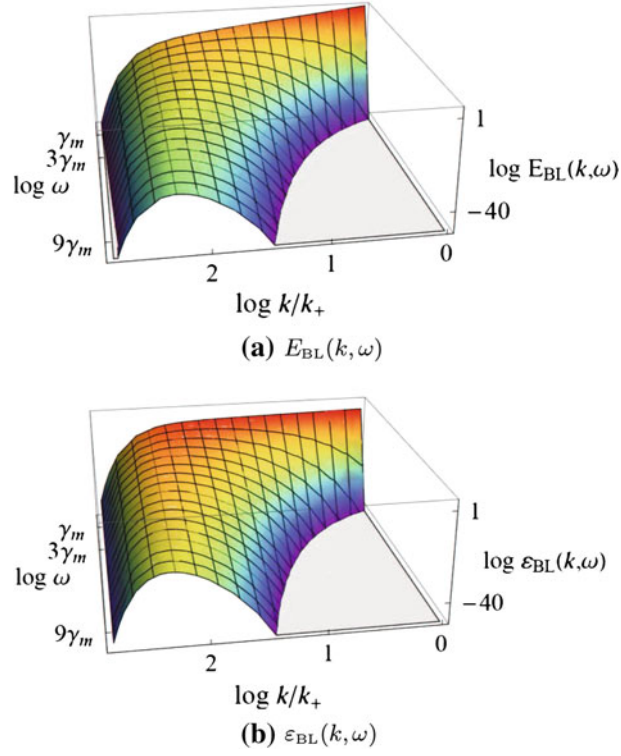 γₘ
3γₘ
log ω
9γₘ
1
log E_BL(k,ω)
−40
2
1
0
log k/k₊
(a) E_BL(k, ω)
γₘ
3γₘ
log ω
9γₘ
1
log ε_BL(k,ω)
−40
2
1
0
log k/k₊
(b) ε_BL(k, ω)